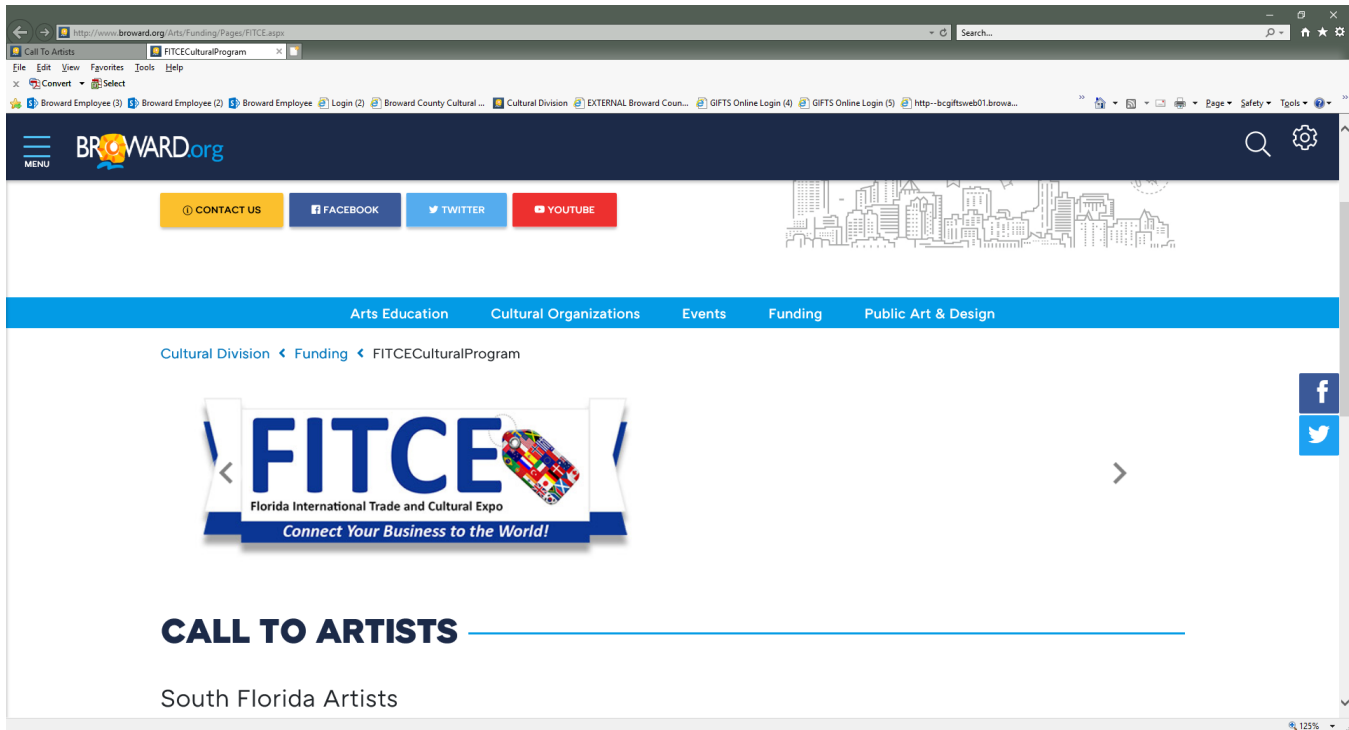 http://www.broward.org/Arts/Funding/Pages/FITCE.aspx
Search...
Call To Artists
FITCECulturalProgram
File Edit View Favorites Tools Help
x Convert Select
Broward Employee (3) Broward Employee (2) Broward Employee Login (2) Broward County Cultural ... Cultural Division EXTERNAL Broward Coun... GIFTS Online Login (4) GIFTS Online Login (5) http--bcgiftsweb01.browa... Page Safety Tools
MENU
BROWARD.org
CONTACT US FACEBOOK TWITTER YOUTUBE
Arts Education Cultural Organizations Events Funding Public Art & Design
Cultural Division Funding FITCECulturalProgram
FITCE
Florida International Trade and Cultural Expo
Connect Your Business to the World!
CALL TO ARTISTS
South Florida Artists
125%